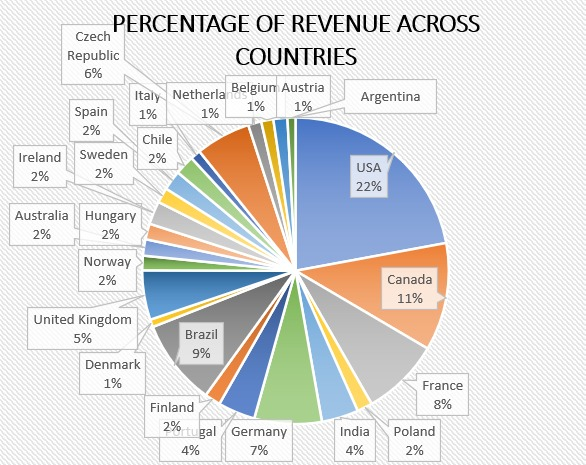 PERCENTAGE OF REVENUE ACROSS
COUNTRIES
Czech
Republic
6%
Italy
1%
1%
Belgium
1%
Austria
1%
Argentina
Spain
2%
Chile
2%
USA
22%
Ireland
2%
Sweden
2%
Australia
2%
Hungary
2%
Norway
2%
Canada
11%
United Kingdom
5%
Brazil
9%
Denmark
1%
France
8%
Finland
2%
4%
Germany
7%
India
4%
Poland
2%